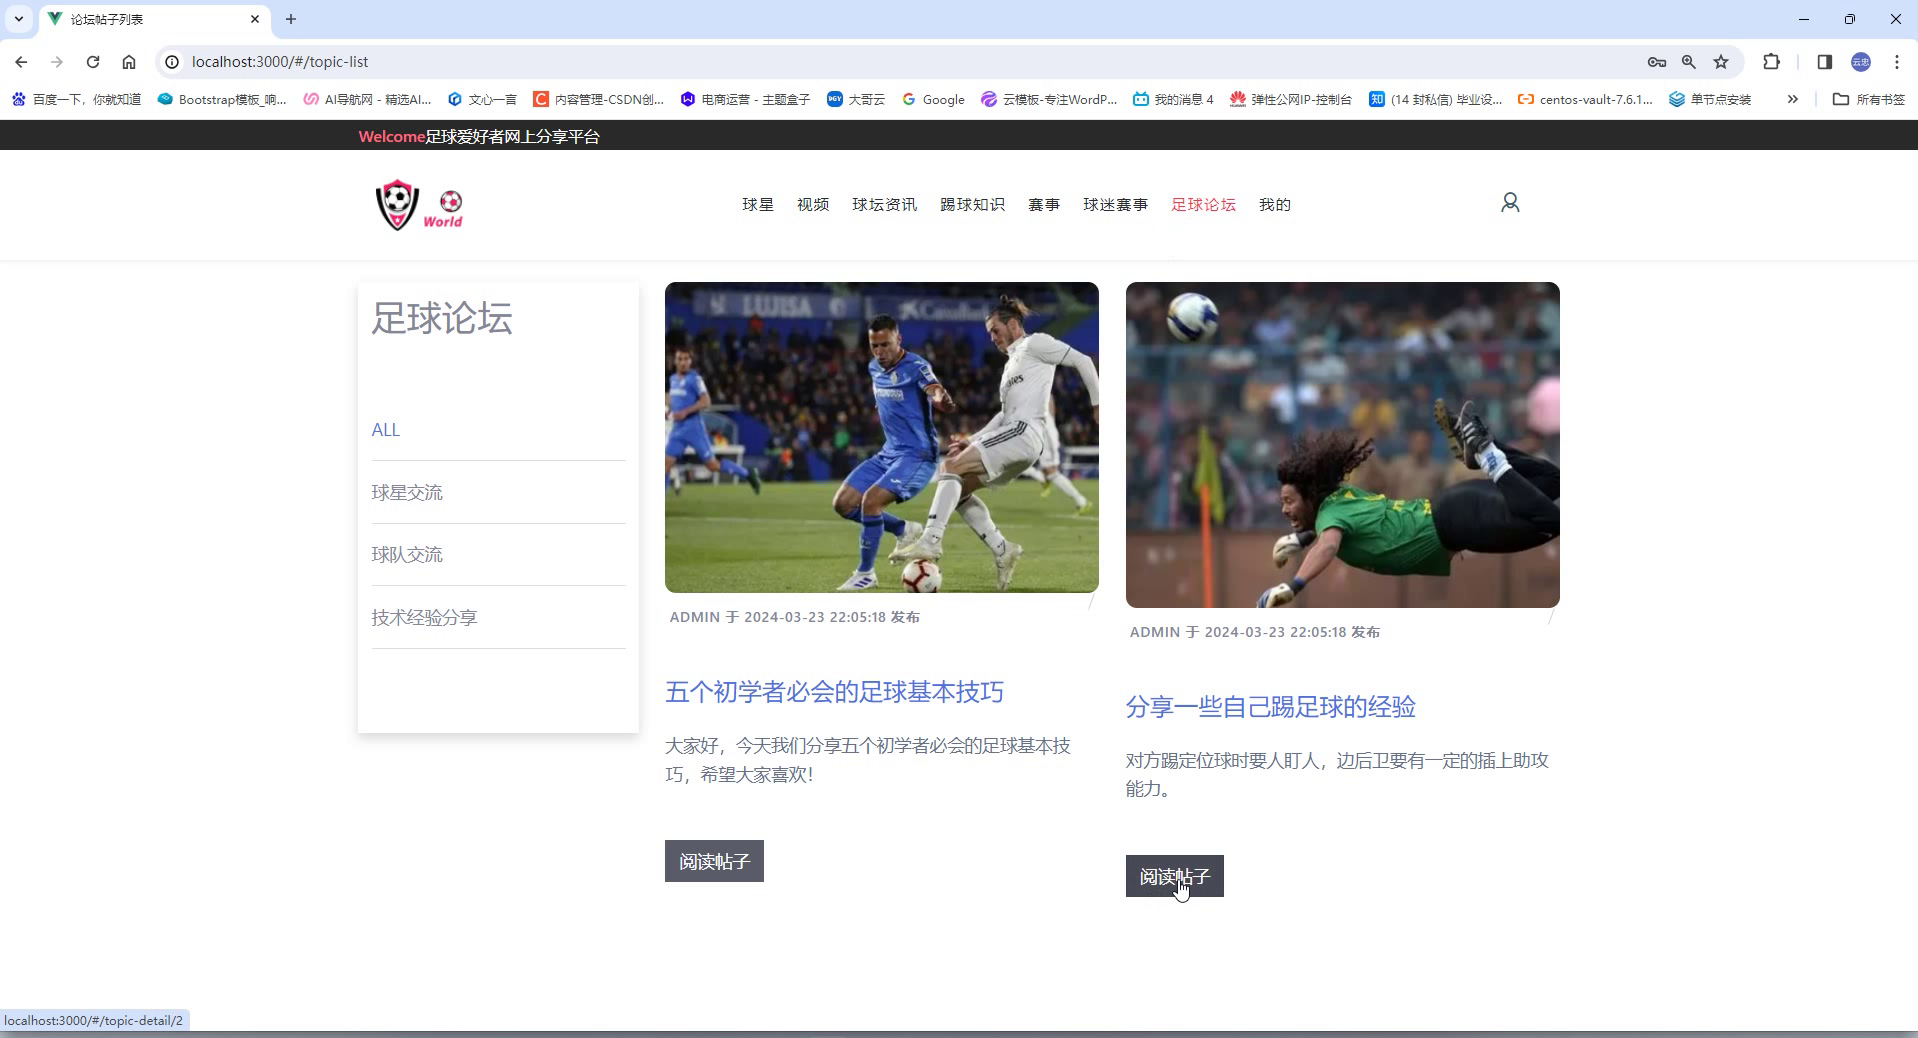 论坛帖子列表
localhost:3000/#/topic-list
百度一下，你就知道
Bootstrap模板_响...
AI导航网 - 精选AI...
文心一言
内容管理-CSDN创...
电商运营 - 主题盒子
大哥云
Google
云模板-专注WordP...
我的消息 4
弹性公网IP-控制台
(14 封私信) 毕业设...
centos-vault-7.6.1...
单节点安装
所有书签
Welcome足球爱好者网上分享平台
World
球星
视频
球坛资讯
踢球知识
赛事
球迷赛事
足球论坛
我的
足球论坛
ALL
球星交流
球队交流
技术经验分享
ADMIN 于 2024-03-23 22:05:18 发布
五个初学者必会的足球基本技巧
大家好，今天我们分享五个初学者必会的足球基本技
巧，希望大家喜欢！
阅读帖子
ADMIN 于 2024-03-23 22:05:18 发布
分享一些自己踢足球的经验
对方踢定位球时要人盯人，边后卫要有一定的插上助攻
能力。
阅读帖子
localhost:3000/#/topic-detail/2